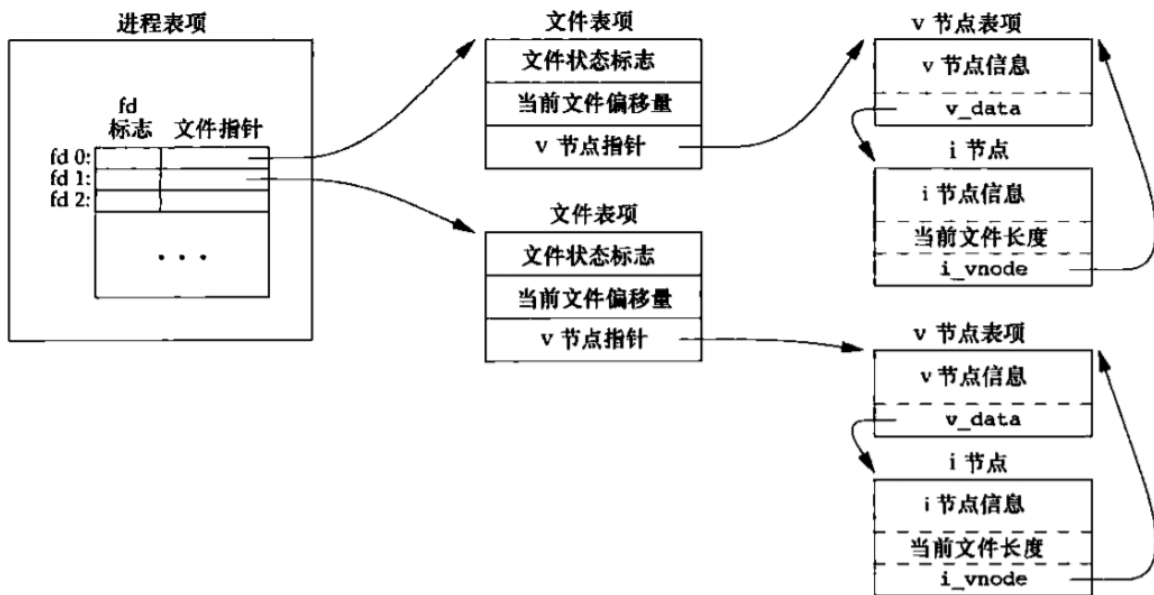 进程表项
fd
标志 文件指针
fd 0:
fd 1:
fd 2:
...
文件表项
文件状态标志
当前文件偏移量
v 节点指针
文件表项
文件状态标志
当前文件偏移量
v 节点指针
v 节点表项
v 节点信息
v_data
i 节点
i 节点信息
当前文件长度
i_vnode
v 节点表项
v 节点信息
v_data
i 节点
i 节点信息
当前文件长度
i_vnode